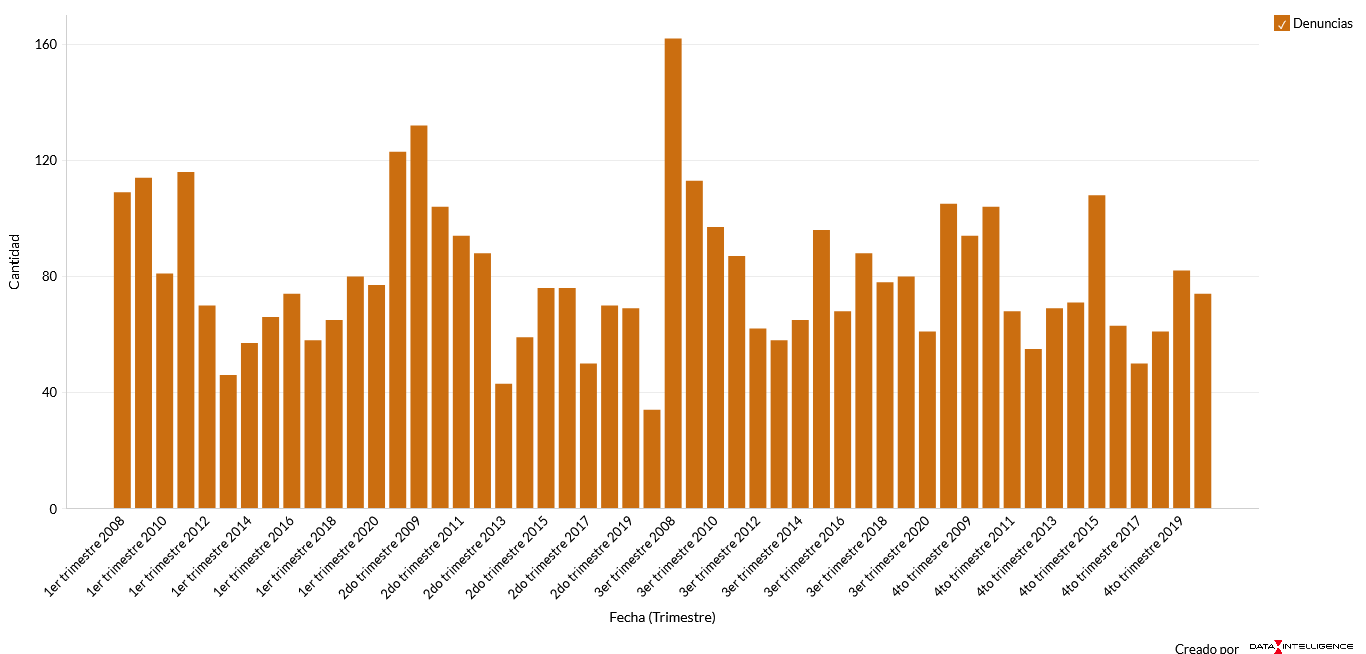 Denuncias
160
120
80
40
0
Cantidad
1er trimestre 2008
1er trimestre 2010
1er trimestre 2012
1er trimestre 2014
1er trimestre 2016
1er trimestre 2018
1er trimestre 2020
2do trimestre 2009
2do trimestre 2011
2do trimestre 2013
2do trimestre 2015
2do trimestre 2017
2do trimestre 2019
3er trimestre 2008
3er trimestre 2010
3er trimestre 2012
3er trimestre 2014
3er trimestre 2016
3er trimestre 2018
3er trimestre 2020
4to trimestre 2009
4to trimestre 2011
4to trimestre 2013
4to trimestre 2015
4to trimestre 2017
4to trimestre 2019
Fecha (Trimestre)
Creado por DATA INTELLIGENCE